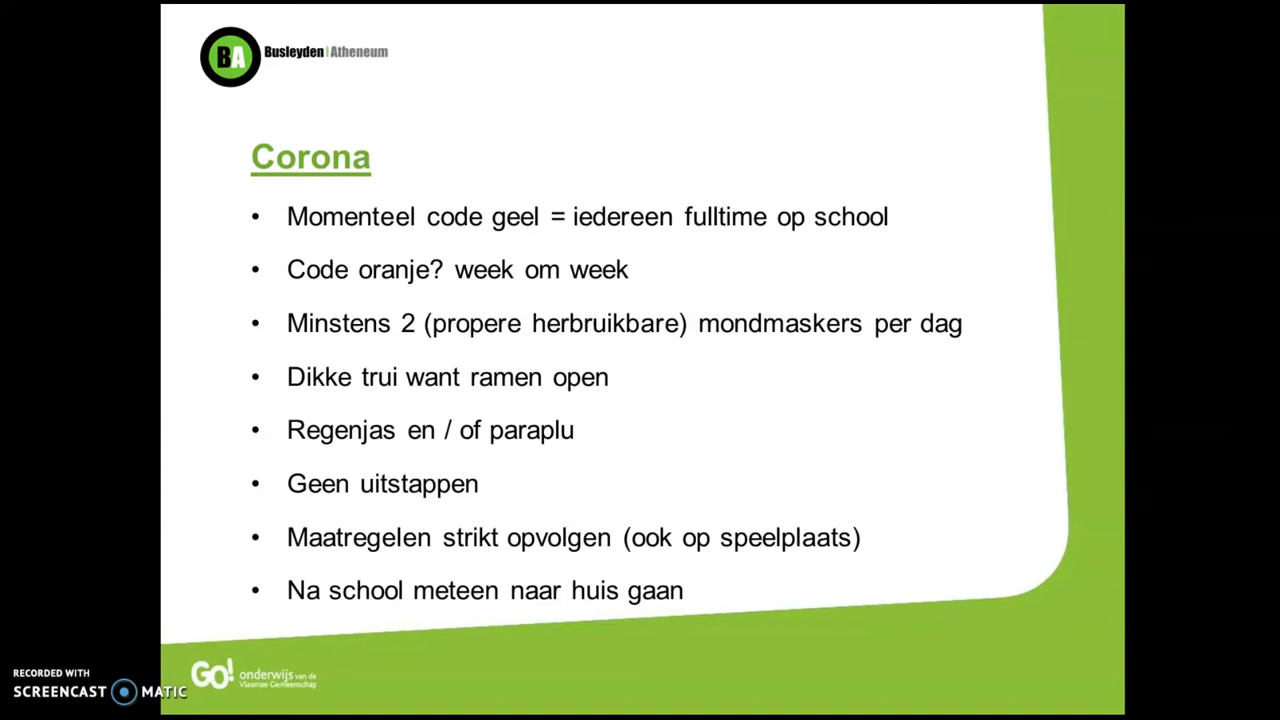 BA Busleyden | Atheneum
Corona
• Momenteel code geel = iedereen fulltime op school
• Code oranje? week om week
• Minstens 2 (propere herbruikbare) mondmaskers per dag
• Dikke trui want ramen open
• Regenjas en / of paraplu
• Geen uitstappen
• Maatregelen strikt opvolgen (ook op speelplaats)
• Na school meteen naar huis gaan
GO! onderwijs van de
Vlaamse Gemeenschap
RECORDED WITH
SCREENCAST MATIC